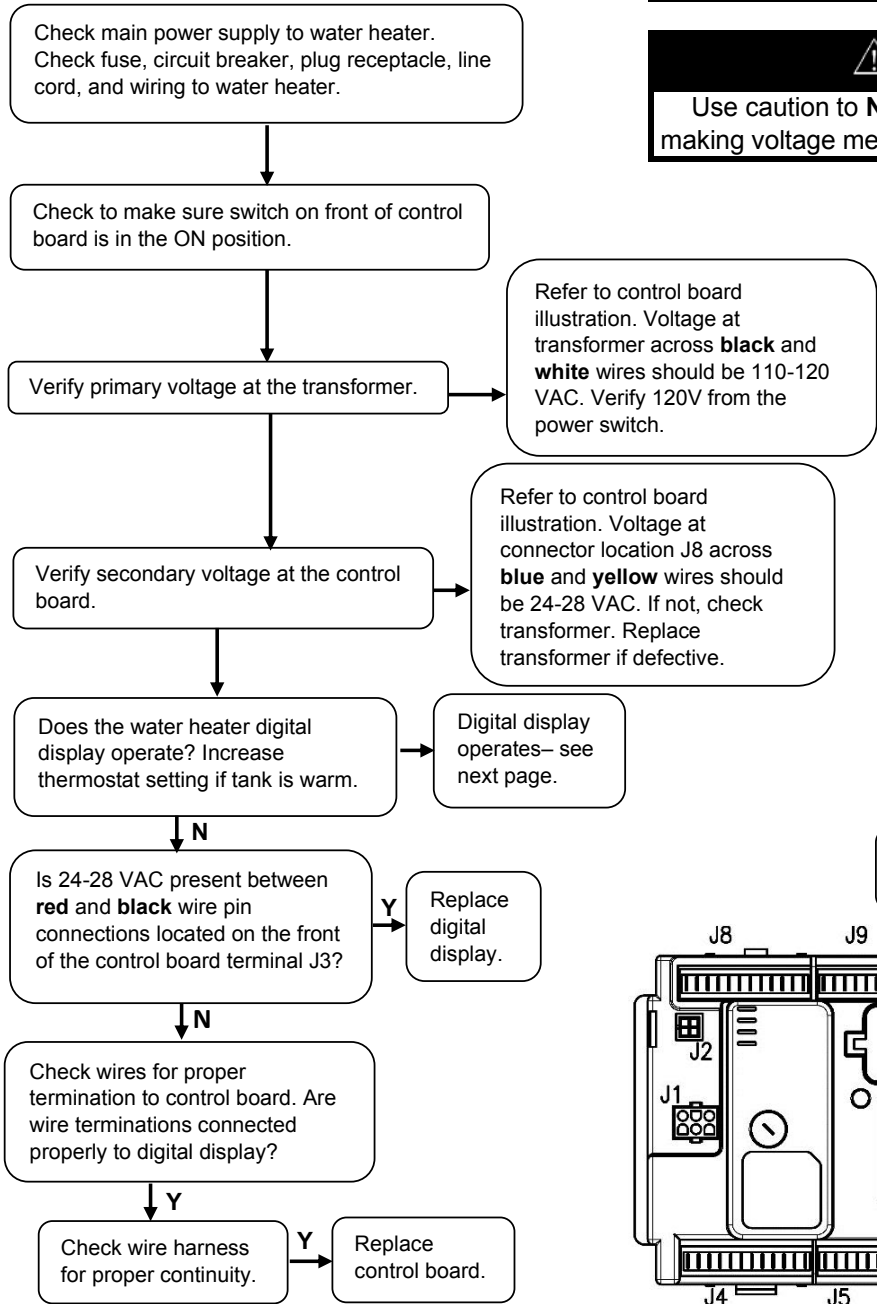 Check main power supply to water heater.
Check fuse, circuit breaker, plug receptacle, line
cord, and wiring to water heater.
Use caution to
making voltage
Check to make sure switch on front of control
board is in the ON position.
Verify primary voltage at the transformer.
Refer to control board
illustration. Voltage at
transformer across black and
white wires should be 110-120
VAC. Verify 120V from the
power switch.
Verify secondary voltage at the control
board.
Refer to control board
illustration. Voltage at
connector location J8 across
blue and yellow wires should
be 24-28 VAC. If not, check
transformer. Replace
transformer if defective.
Does the water heater digital
display operate? Increase
thermostat setting if tank is warm.
Digital display
operates– see
next page.
N
Is 24-28 VAC present between
red and black wire pin
connections located on the front
of the control board terminal J3?
Y
Replace
digital
display.
N
Check wires for proper
termination to control board. Are
wire terminations connected
properly to digital display?
Y
Check wire harness
for proper continuity.
Y
Replace
control board.
J8
J9
J2
J1
J4
J5